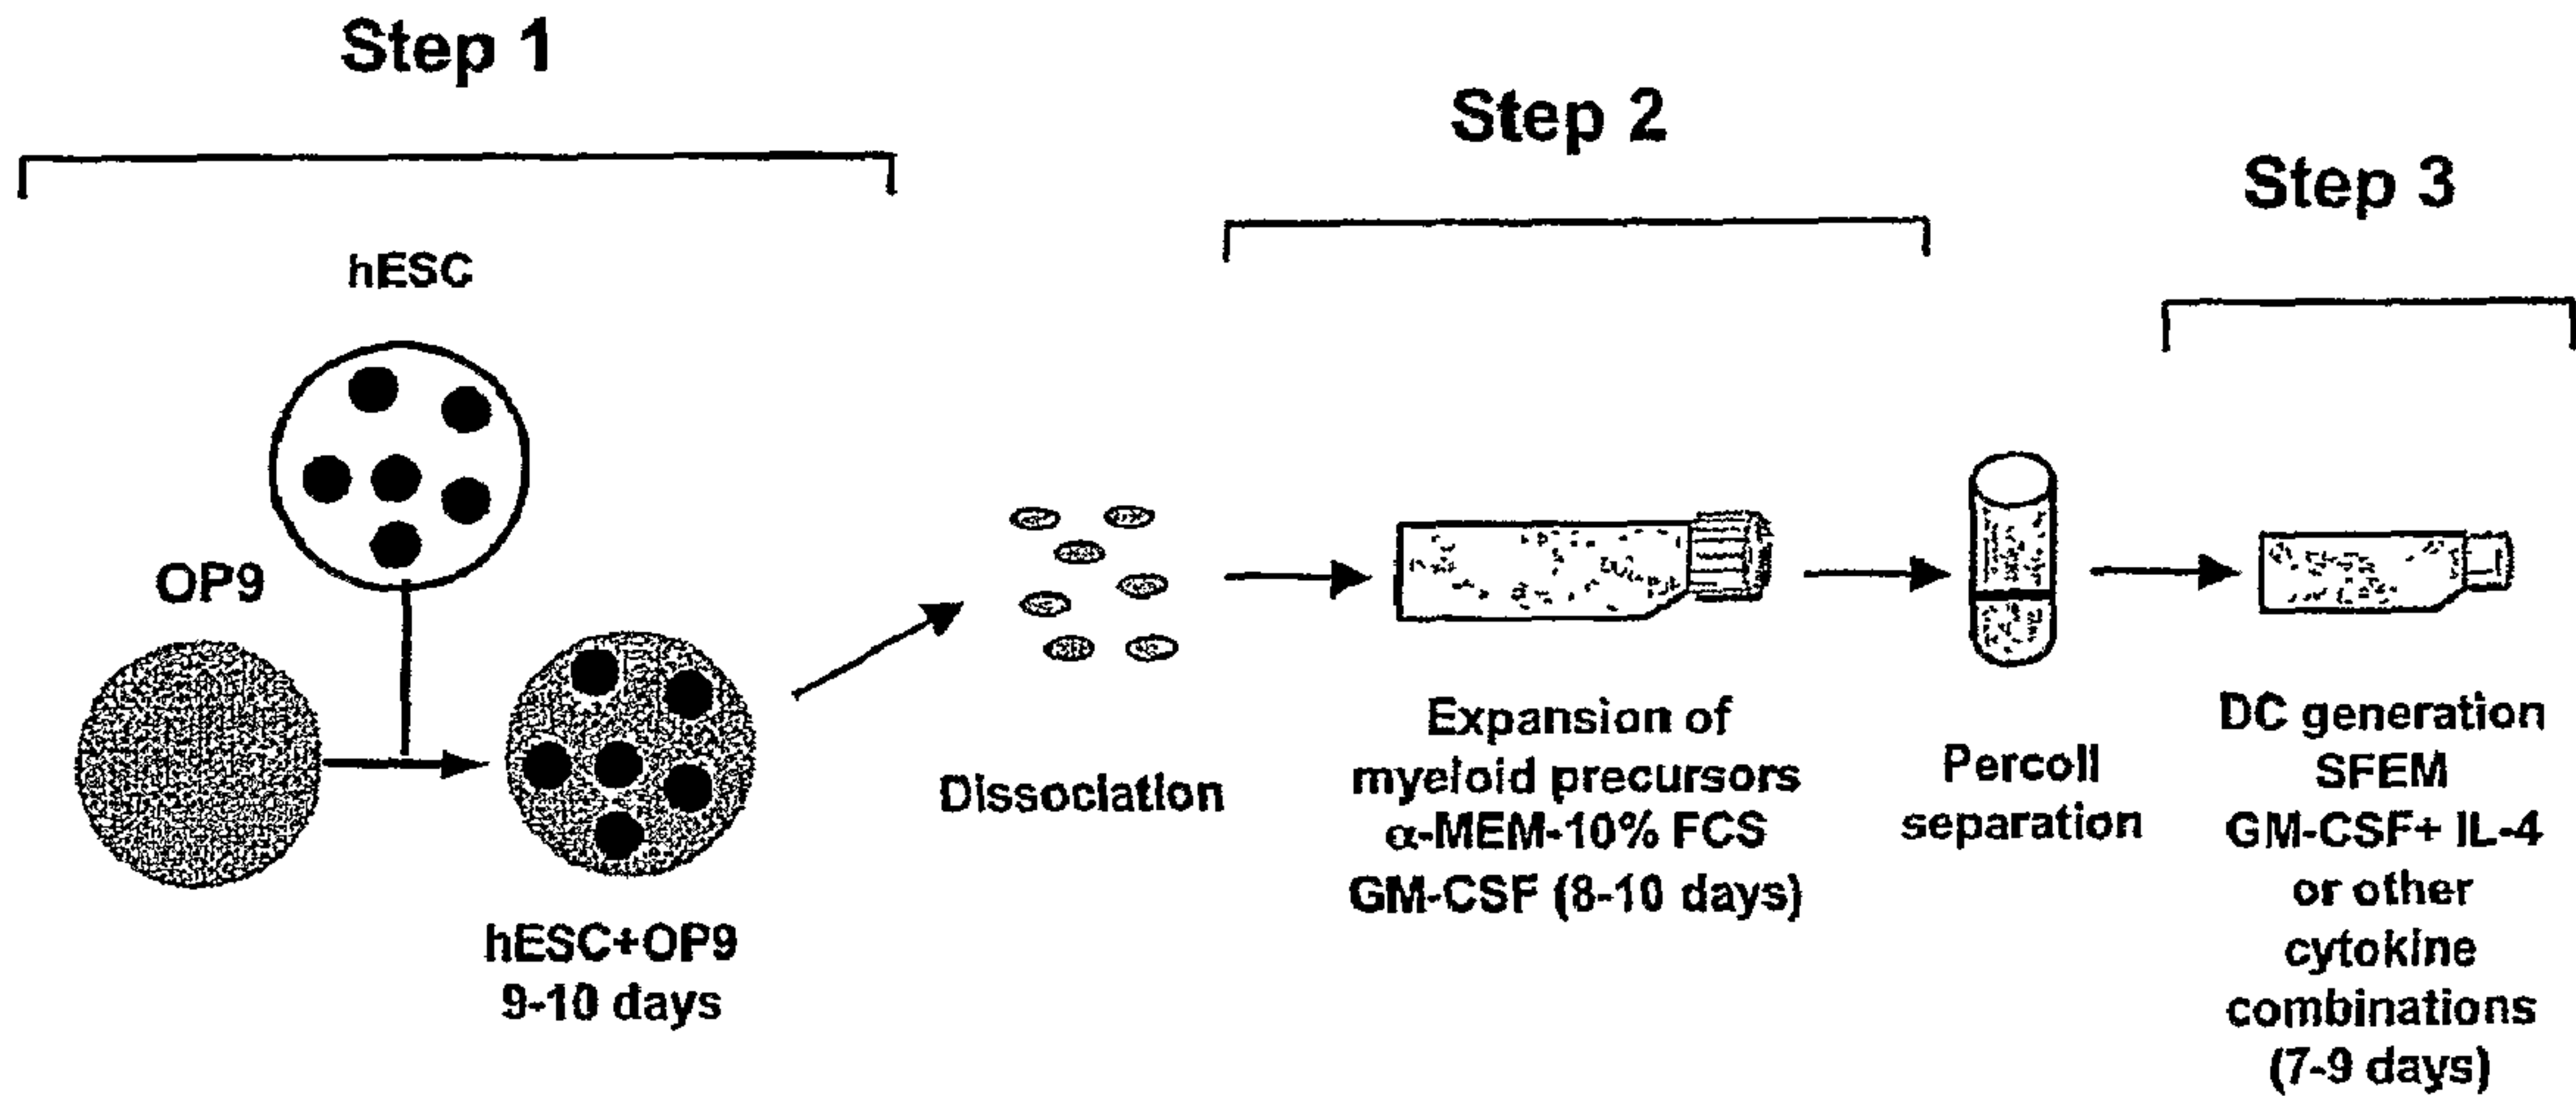 Step 1
Step 2
Step 3
hESC
OP9
hESC+OP9
9-10 days
Dissociation
Expansion of
myeloid precursors
α-MEM-10% FCS
GM-CSF (8-10 days)
Percoll
separation
DC generation
SFEM
GM-CSF+ IL-4
or other
cytokine
combinations
(7-9 days)